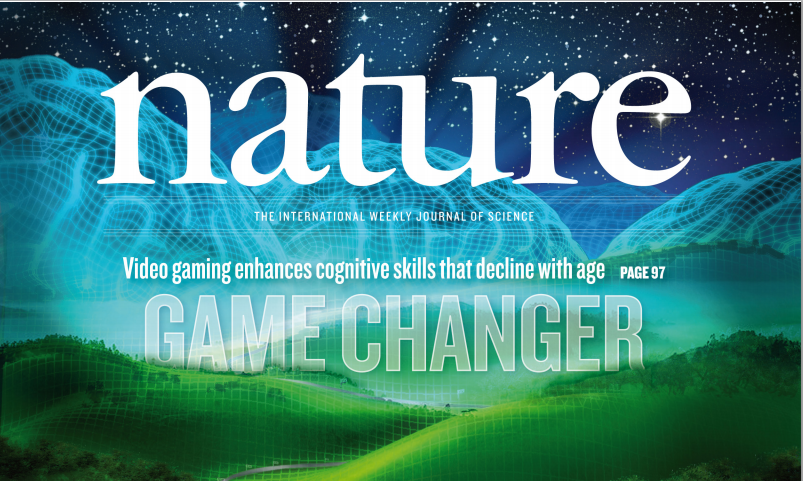 nature
THE INTERNATIONAL WEEKLY JOURNAL OF SCIENCE
Video gaming enhances cognitive skills that decline with age PAGE 97
GAME CHANGER